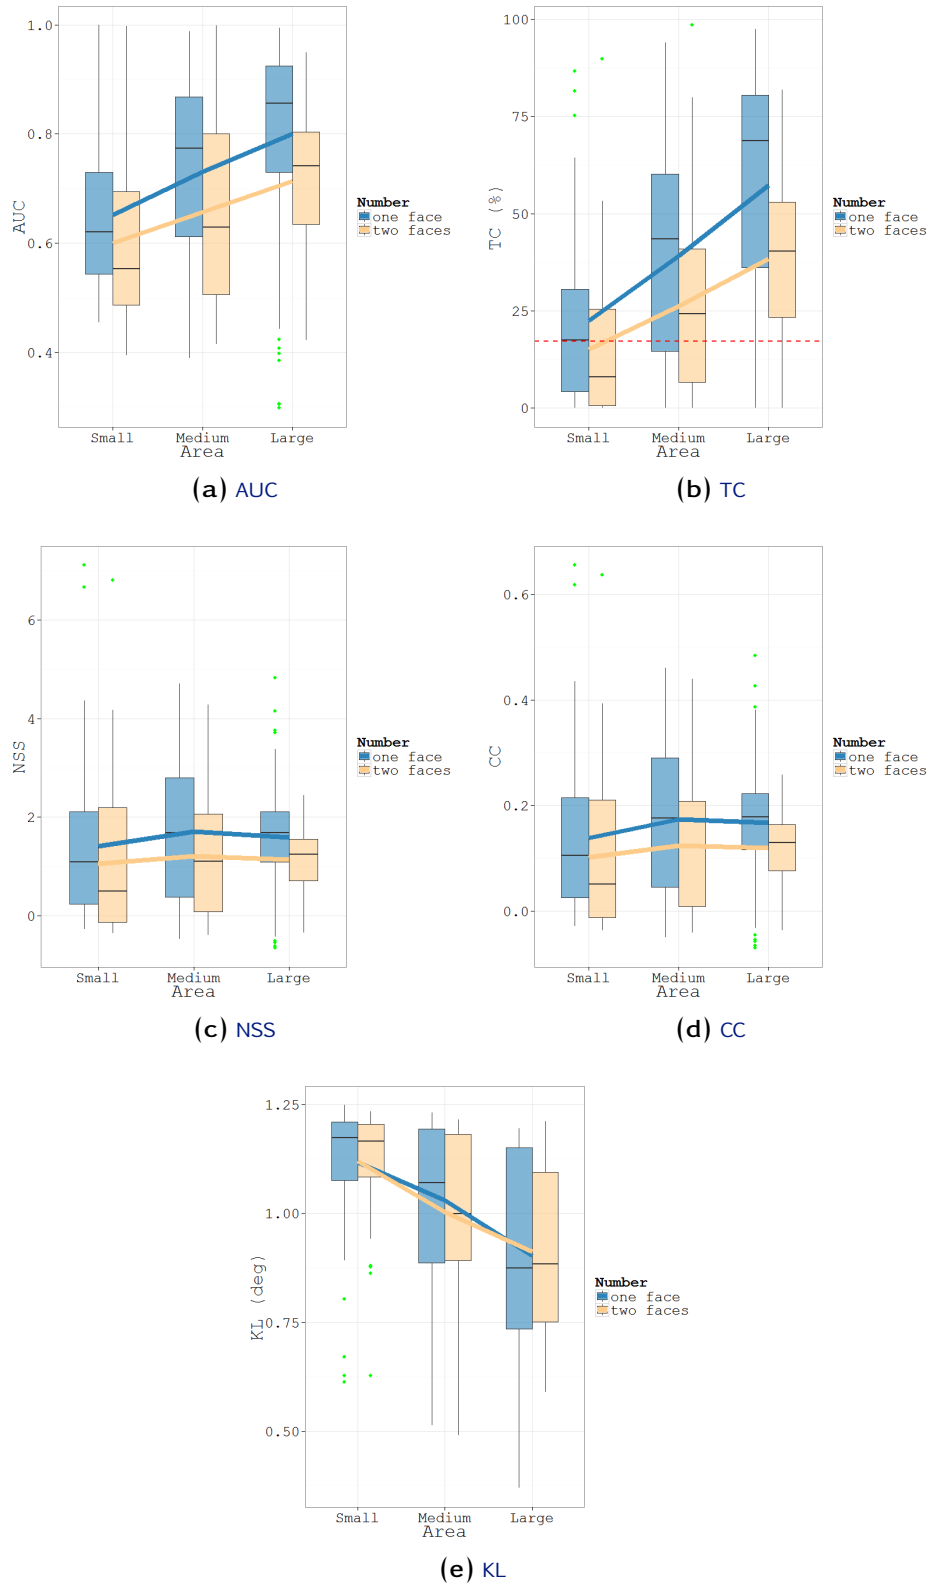 1.0
0.8
0.6
0.4
AUC
Small Medium Large
Area
Number
one face
two faces
(a) AUC
100
75
50
25
0
TC (%)
Small Medium Large
Area
Number
one face
two faces
(b) TC
6
4
2
0
NSS
Small Medium Large
Area
Number
one face
two faces
(c) NSS
0.6
0.4
0.2
0.0
CC
Small Medium Large
Area
Number
one face
two faces
(d) CC
1.25
1.00
0.75
0.50
KL (deg)
Small Medium Large
Area
Number
one face
two faces
(e) KL